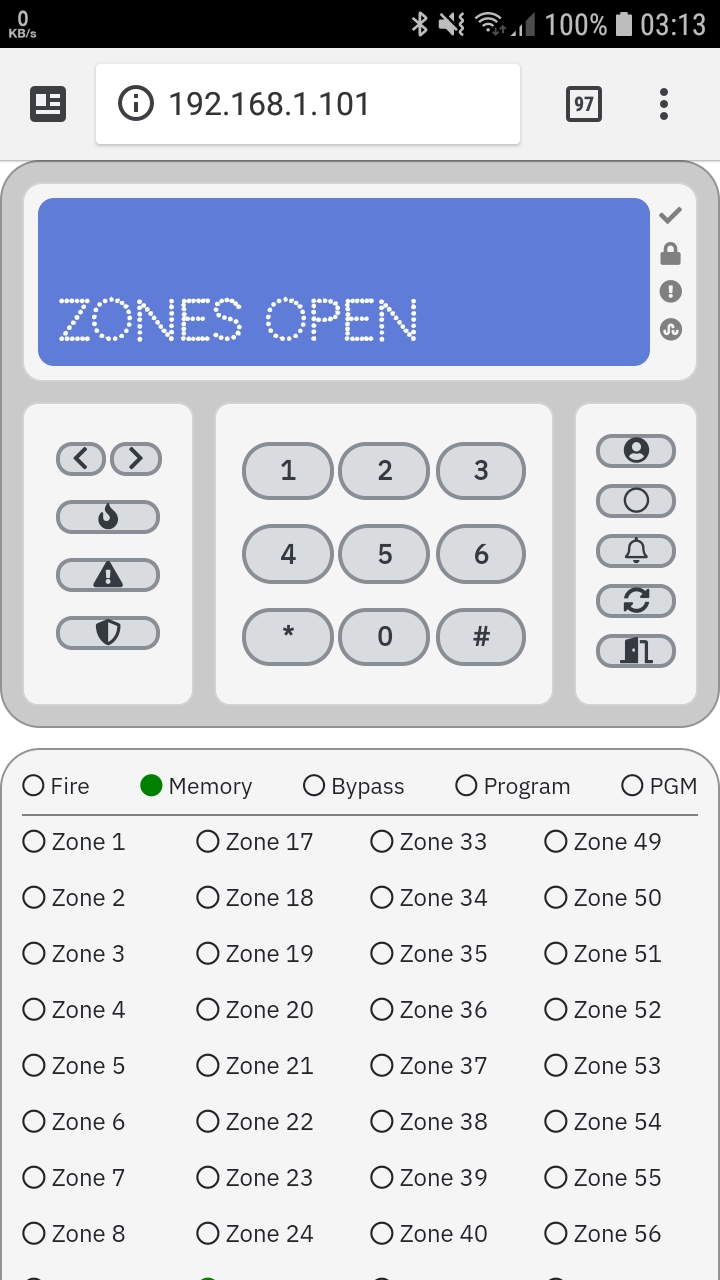 0
KB/s
100% 03:13
192.168.1.101
97
ZONES OPEN
1 2 3
4 5 6
* 0 #
Fire Memory Bypass Program PGM
Zone 1 Zone 17 Zone 33 Zone 49
Zone 2 Zone 18 Zone 34 Zone 50
Zone 3 Zone 19 Zone 35 Zone 51
Zone 4 Zone 20 Zone 36 Zone 52
Zone 5 Zone 21 Zone 37 Zone 53
Zone 6 Zone 22 Zone 38 Zone 54
Zone 7 Zone 23 Zone 39 Zone 55
Zone 8 Zone 24 Zone 40 Zone 56